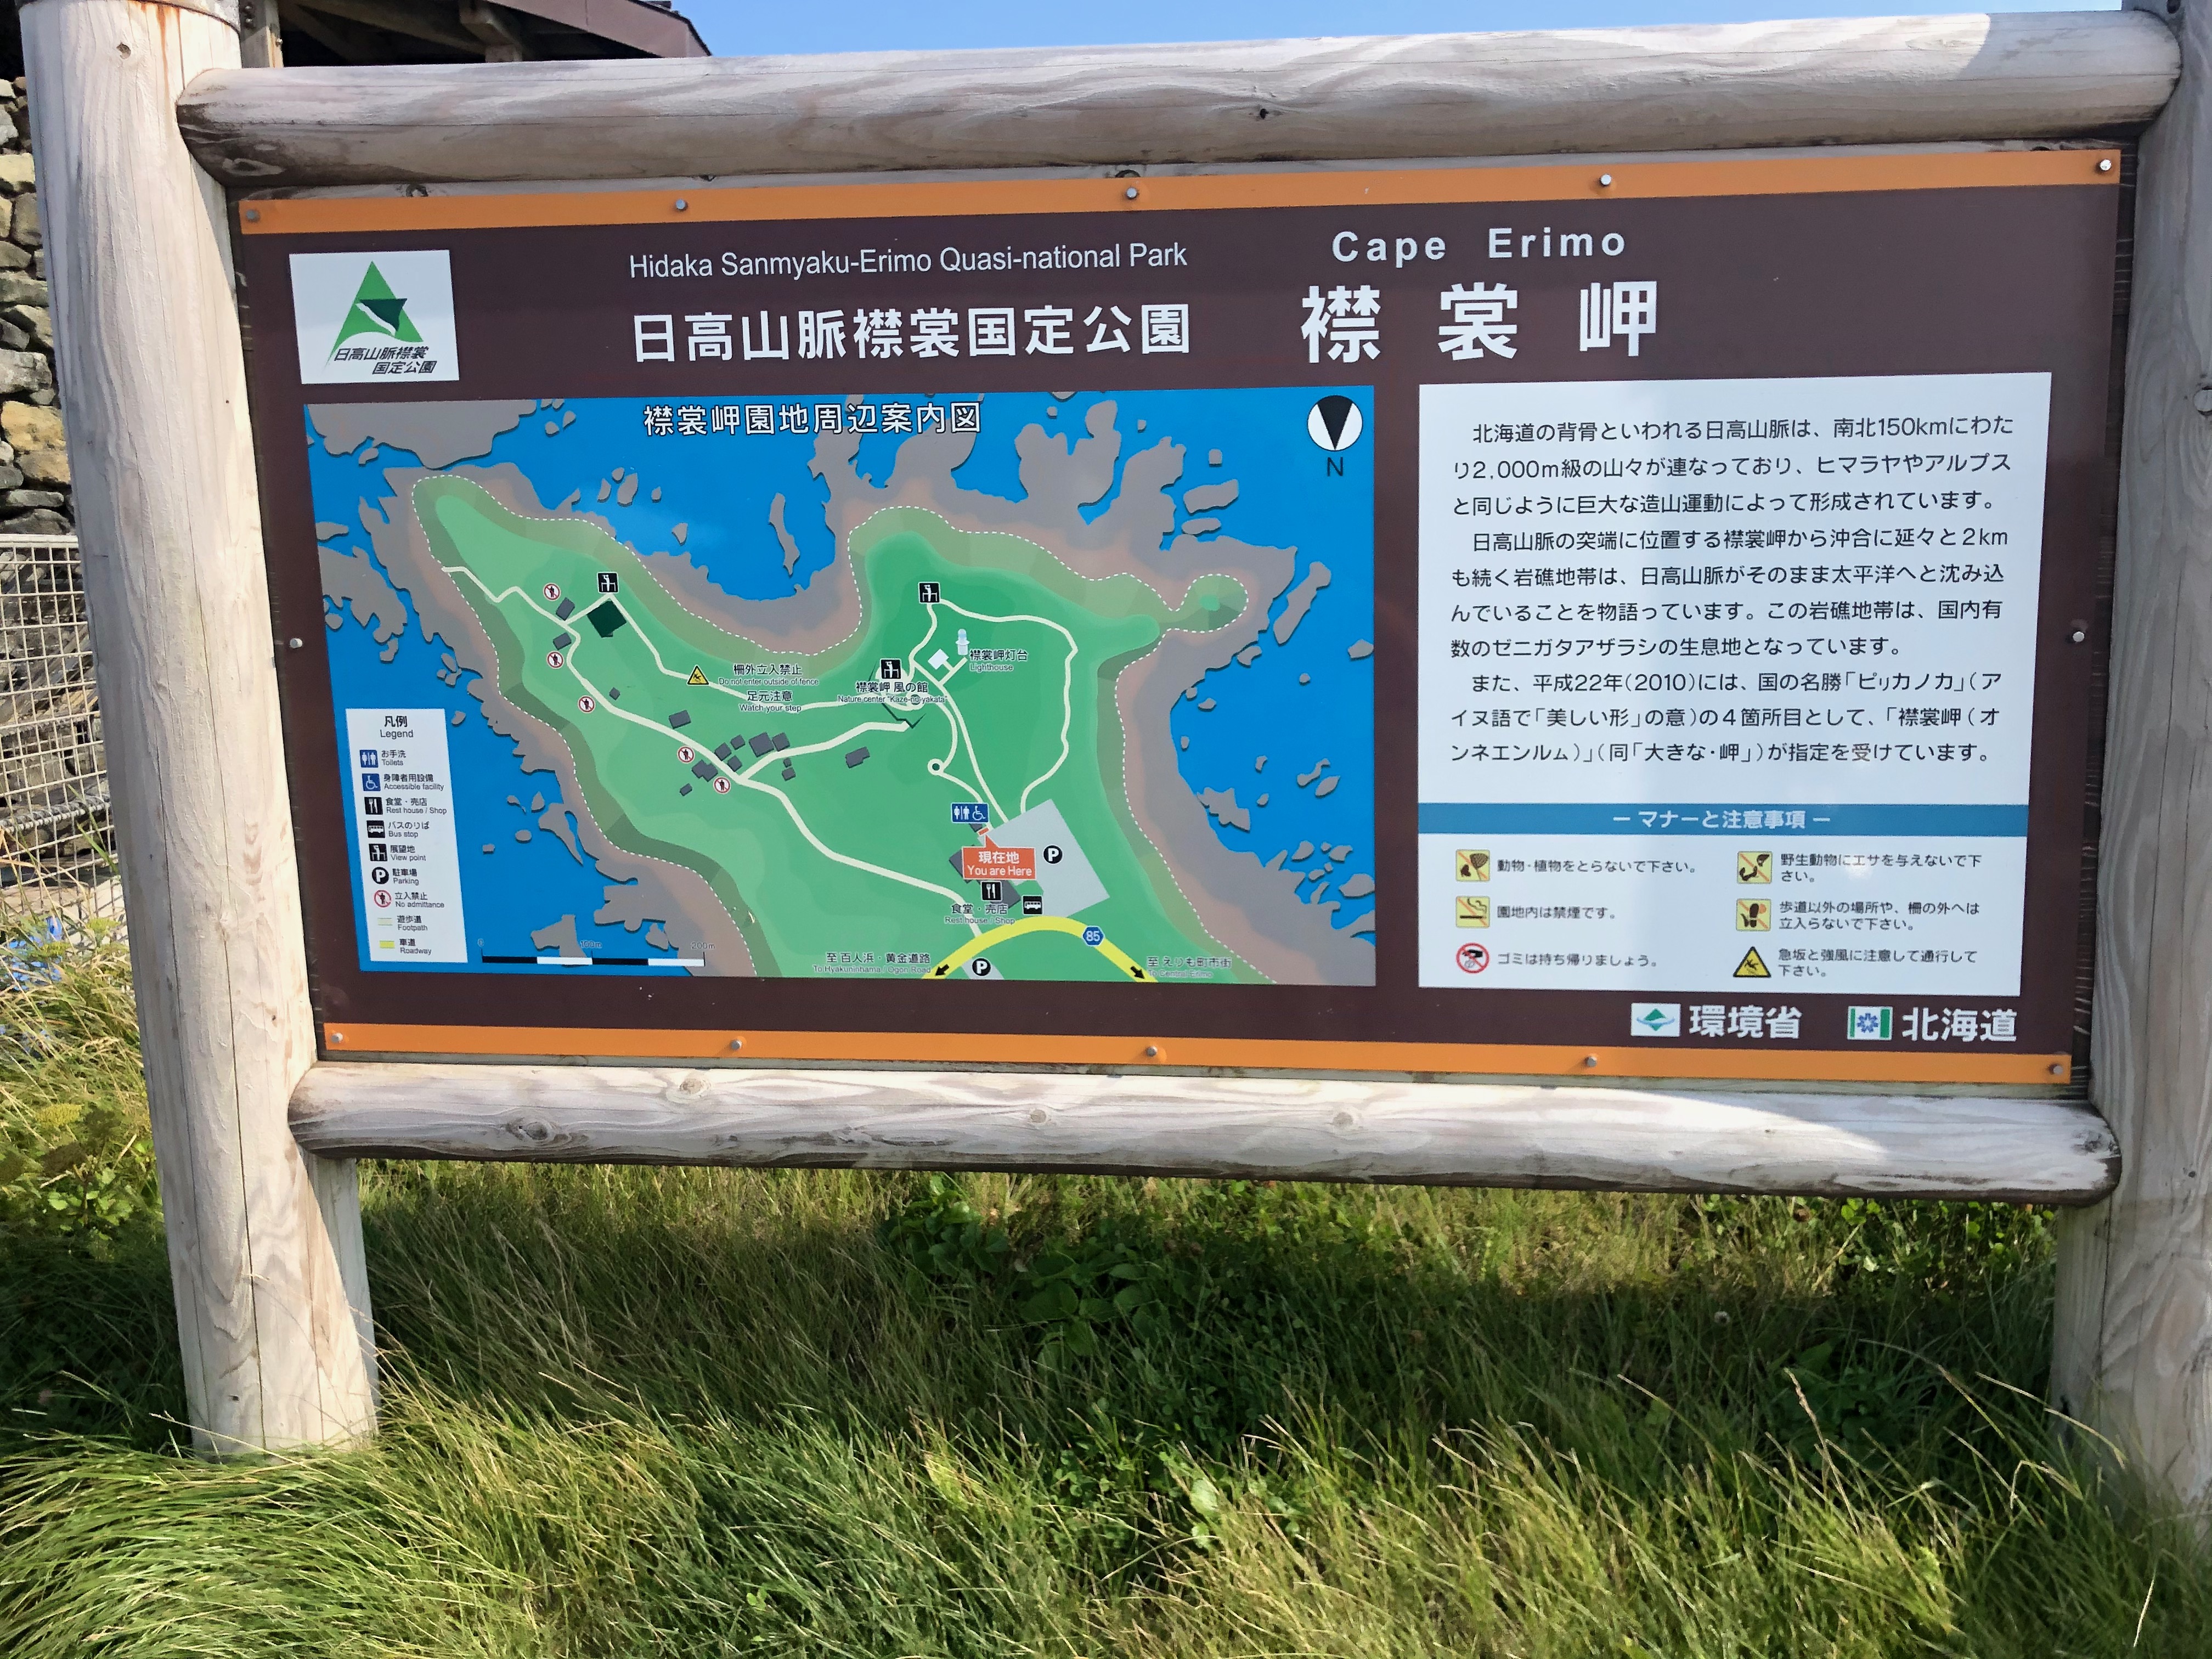 Hidaka Sanmyaku-Erimo Quasi-national Park
Cape Erimo
日高山脈襟裳国定公園
襟裳岬
日高山脈襟裳
国定公園
襟裳岬園地周辺案内図
N
柵外立入禁止
Do not enter outside of fence
足元注意
Watch your step
襟裳岬灯台
Lighthouse
襟裳岬 風の館
Nature center "Kaze-no-yakata"
現在地
You are Here
P
食堂・売店
Rest house / Shop
85
P
至 百人浜・黄金道路
To Hyakuninhama, Ogon Road
至 えりも町市街
To Central Erimo
凡例
Legend
お手洗
Toilets
身障者用設備
Accessible facility
食堂・売店
Rest house / Shop
バスのりば
Bus stop
展望地
View point
P
駐車場
Parking
立入禁止
No admittance
遊歩道
Footpath
車道
Roadway
0 100m 200m
北海道の背骨といわれる日高山脈は、南北150kmにわた
り2,000m級の山々が連なっており、ヒマラヤやアルプス
と同じように巨大な造山運動によって形成されています。
日高山脈の突端に位置する襟裳岬から沖合に延々と2km
も続く岩礁地帯は、日高山脈がそのまま太平洋へと沈み込
んでいることを物語っています。この岩礁地帯は、国内有
数のゼニガタアザラシの生息地となっています。
また、平成22年(2010)には、国の名勝「ピリカノカ」(ア
イヌ語で「美しい形」の意)の4箇所目として、「襟裳岬(オ
ンネエンルㇺ)」(同「大きな・岬」)が指定を受けています。
ー マナーと注意事項 ー
動物・植物をとらないで下さい。
野生動物にエサを与えないで下
さい。
園地内は禁煙です。
歩道以外の場所や、柵の外へは
立入らないで下さい。
ゴミは持ち帰りましょう。
急坂と強風に注意して通行して
下さい。
環境省
北海道